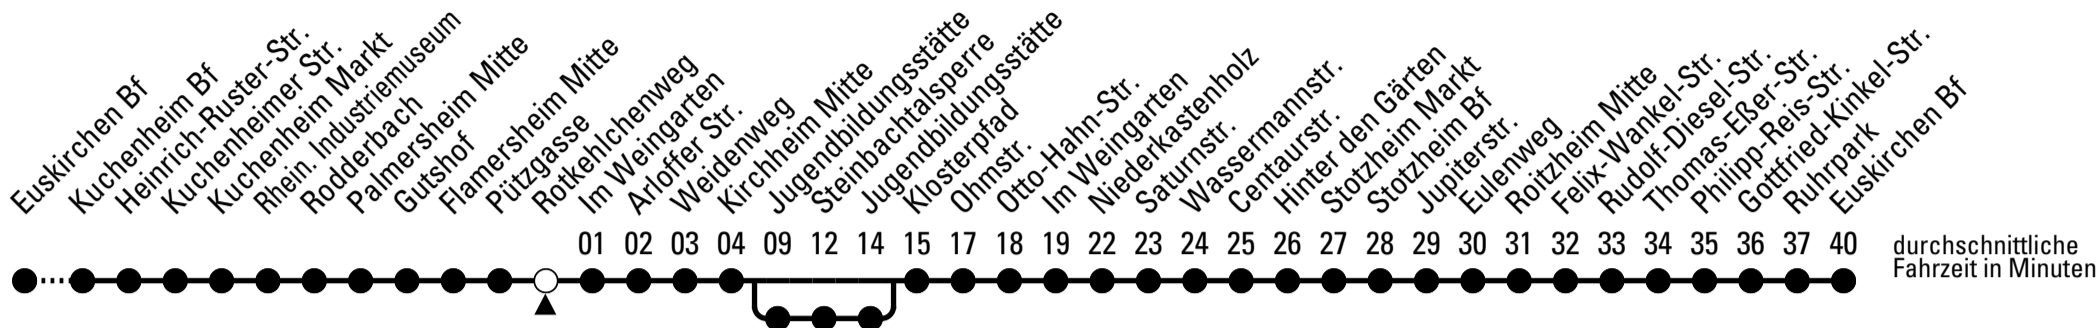 Euskirchen Bf
Kuchenheim Bf
Heinrich-Ruster-Str.
Kuchenheimer Str.
Kuchenheim Markt
Rhein. Industriemuseum
Rodderbach
Palmersheim Mitte
Gutshof
Flamersheim Mitte
Pützgasse
Rotkehlchenweg
Im Weingarten
Arloffer Str.
Weidenweg
Kirchheim Mitte
Jugendbildungsstätte
Steinbachtalsperre
Jugendbildungsstätte
Klosterpfad
Ohmstr.
Otto-Hahn-Str.
Im Weingarten
Niederkastenholz
Saturnstr.
Wassermannstr.
Centaurstr.
Hinter den Gärten
Stotzheim Markt
Stotzheim Bf
Jupiterstr.
Eulenweg
Roitzheim Mitte
Felix-Wankel-Str.
Rudolf-Diesel-Str.
Thomas-Eßer-Str.
Philipp-Reis-Str.
Gottfried-Kinkel-Str.
Ruhrpark
Euskirchen Bf
01 02 03 04 09 12 14 15 17 18 19 22 23 24 25 26 27 28 29 30 31 32 33 34 35 36 37 40
durchschnittliche
Fahrzeit in Minuten